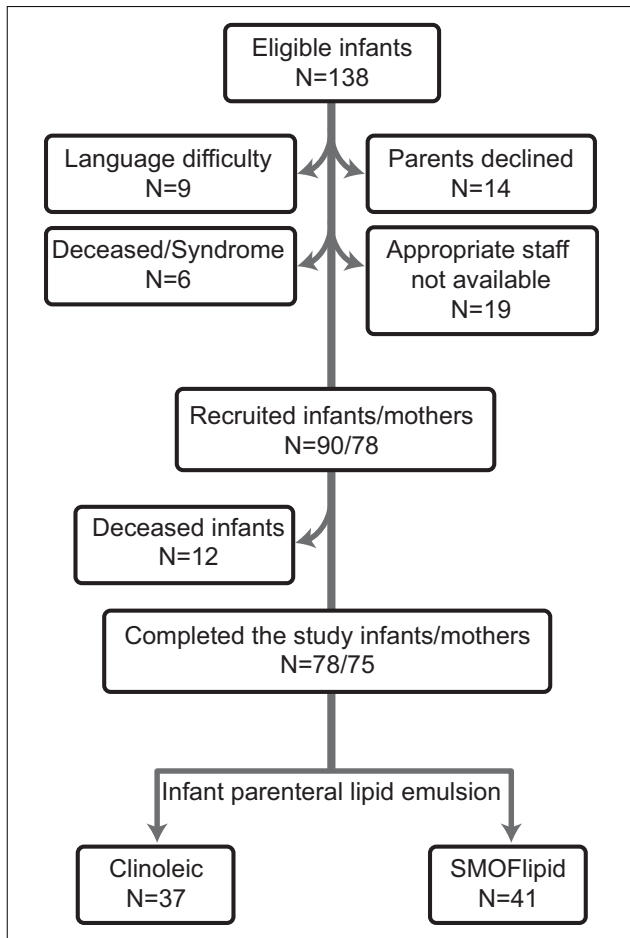 Eligible infants
N=138
Language difficulty
N=9
Parents declined
N=14
Deceased/Syndrome
N=6
Appropriate staff
not available
N=19
Recruited infants/mothers
N=90/78
Deceased infants
N=12
Completed the study infants/mothers
N=78/75
Infant parenteral lipid emulsion
Clinoleic
N=37
SMOFlipid
N=41